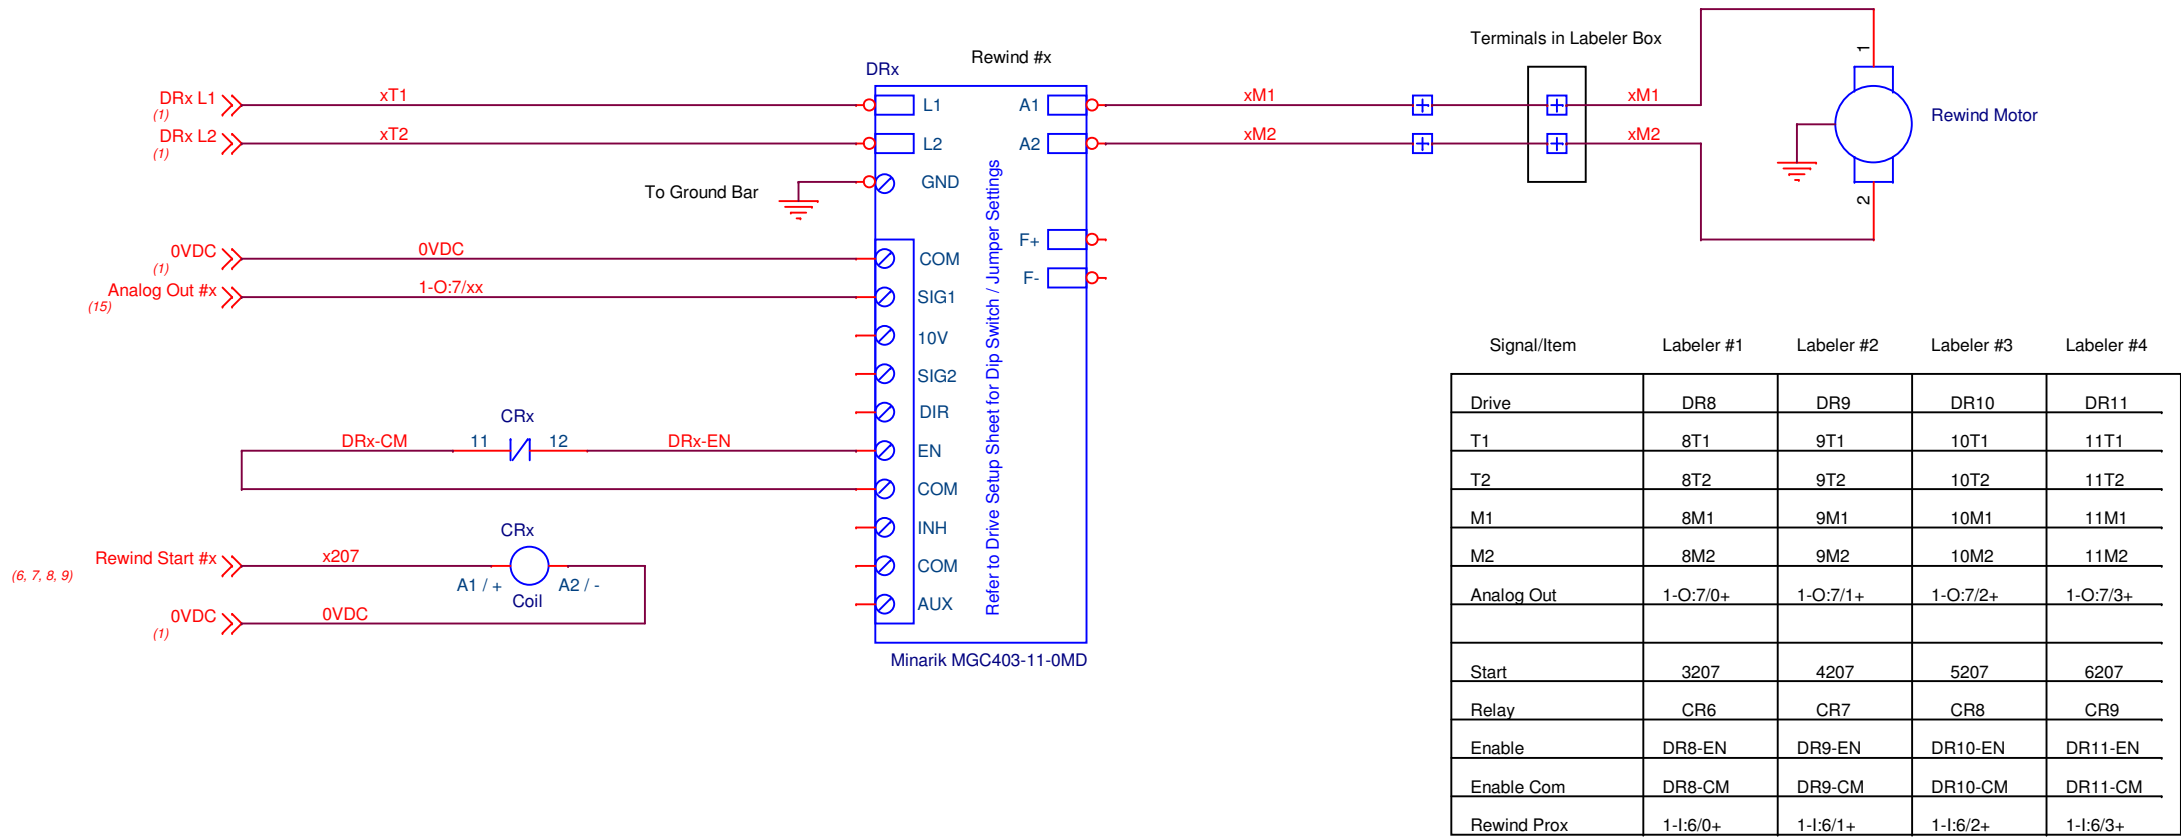 Rewind #x
DRx
Terminals in Labeler Box
DRx L1
(1)
xT1
L1
A1
xM1
xM1
1
DRx L2
(1)
xT2
L2
A2
xM2
xM2
2
Rewind Motor
To Ground Bar
GND
0VDC
(1)
0VDC
COM
F+
Analog Out #x
(15)
1-O:7/xx
SIG1
F-
10V
SIG2
DIR
CRx
DRx-CM
11
12
DRx-EN
EN
COM
INH
CRx
Rewind Start #x
(6, 7, 8, 9)
x207
A1 / +
A2 / -
Coil
COM
0VDC
(1)
0VDC
AUX
Refer to Drive Setup Sheet for Dip Switch / Jumper Settings
Minarik MGC403-11-0MD
Signal/Item Labeler #1 Labeler #2 Labeler #3 Labeler #4
Drive DR8 DR9 DR10 DR11
T1 8T1 9T1 10T1 11T1
T2 8T2 9T2 10T2 11T2
M1 8M1 9M1 10M1 11M1
M2 8M2 9M2 10M2 11M2
Analog Out 1-O:7/0+ 1-O:7/1+ 1-O:7/2+ 1-O:7/3+
Start 3207 4207 5207 6207
Relay CR6 CR7 CR8 CR9
Enable DR8-EN DR9-EN DR10-EN DR11-EN
Enable Com DR8-CM DR9-CM DR10-CM DR11-CM
Rewind Prox 1-I:6/0+ 1-I:6/1+ 1-I:6/2+ 1-I:6/3+